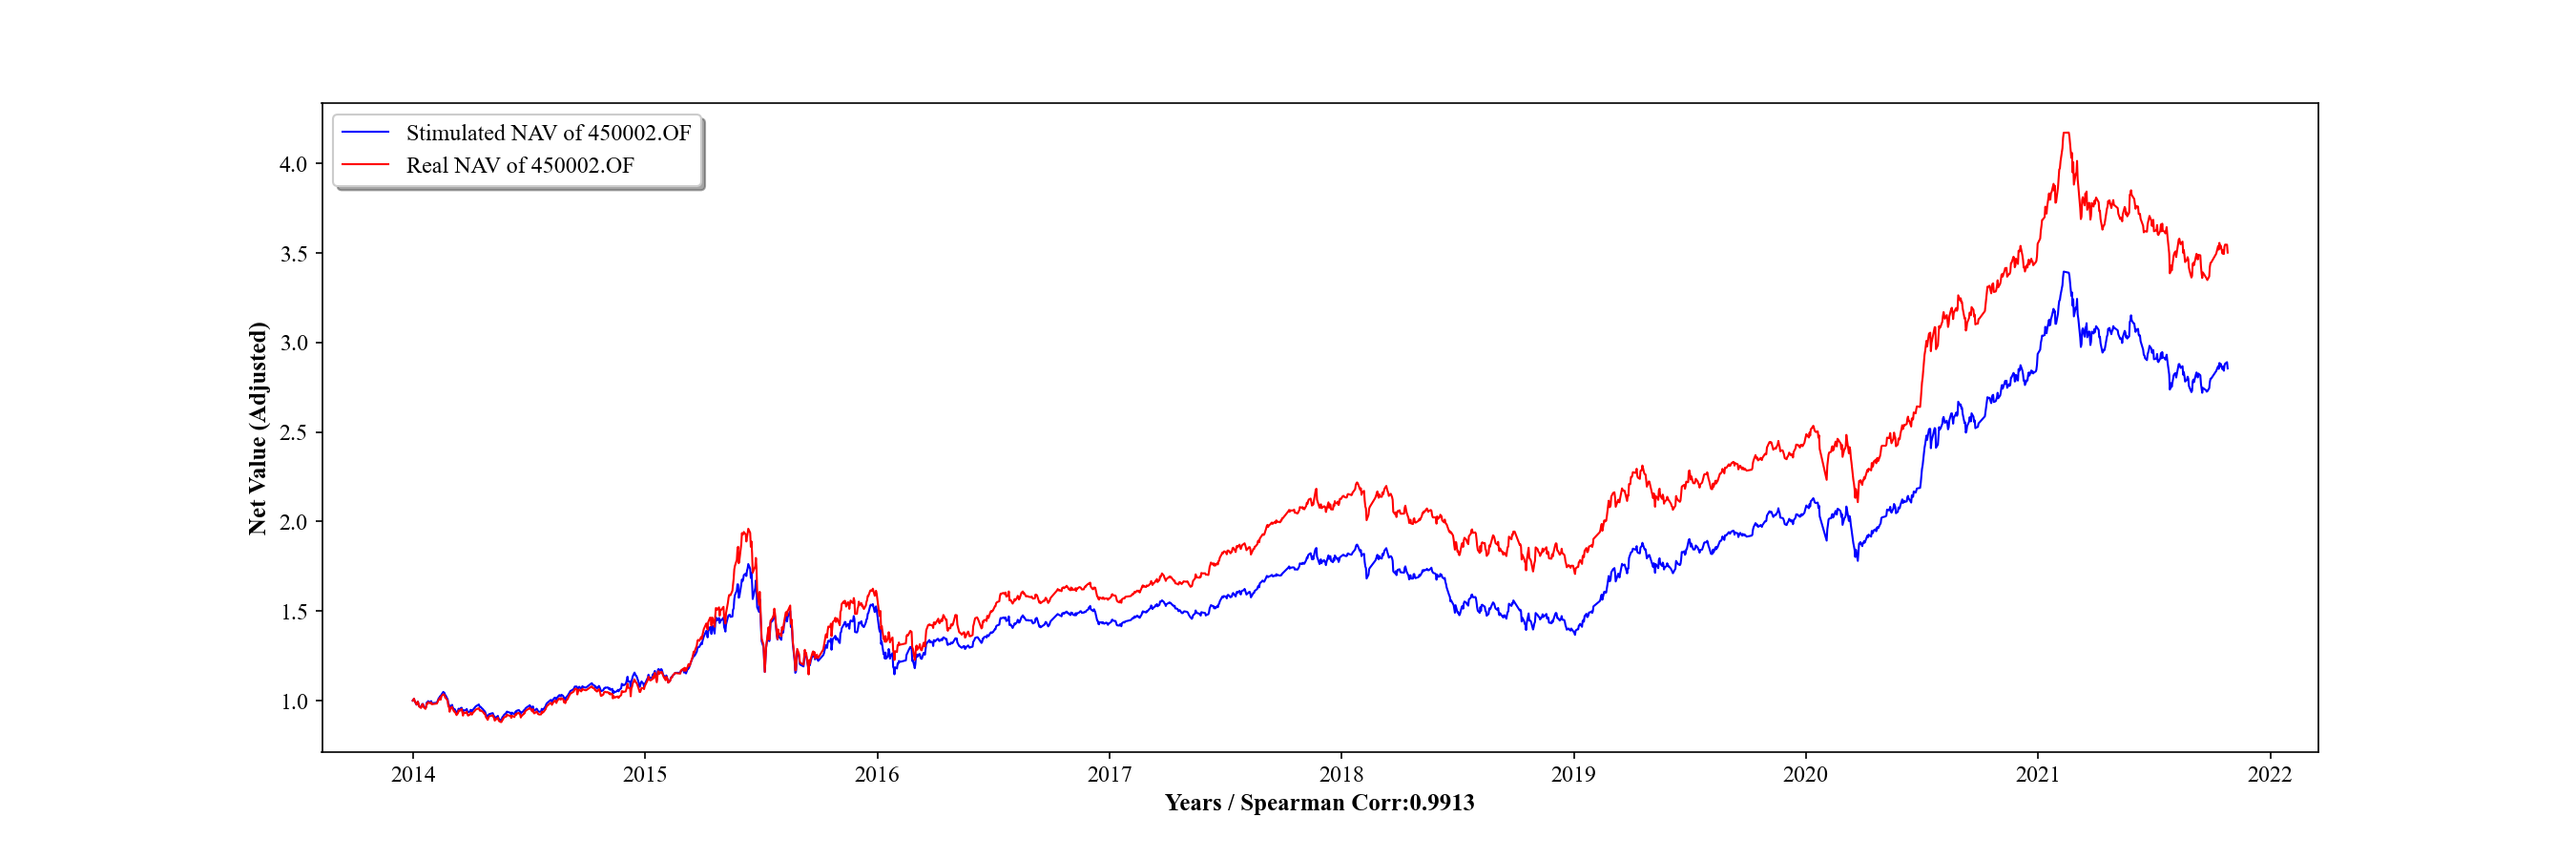 Stimulated NAV of 450002.OF
Real NAV of 450002.OF
4.0
3.5
3.0
2.5
2.0
1.5
1.0
Net Value (Adjusted)
2014 2015 2016 2017 2018 2019 2020 2021 2022
Years / Spearman Corr:0.9913